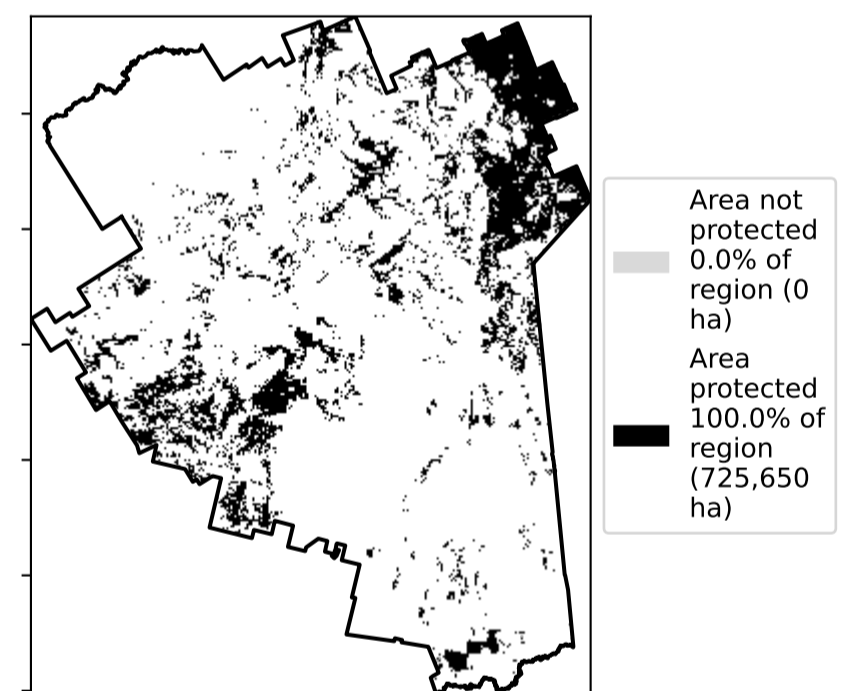 Area not
protected
0.0% of
region (0
ha)
Area
protected
100.0% of
region
(725,650
ha)